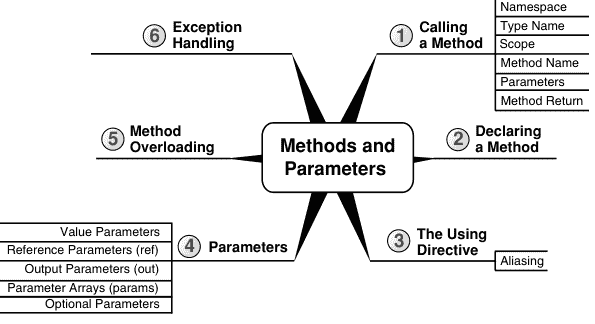 6 Exception
Handling
1 Calling
a Method
Namespace
Type Name
Scope
Method Name
Parameters
Method Return
5 Method
Overloading
Methods and
Parameters
2 Declaring
a Method
4 Parameters
Value Parameters
Reference Parameters (ref)
Output Parameters (out)
Parameter Arrays (params)
Optional Parameters
3 The Using
Directive
Aliasing